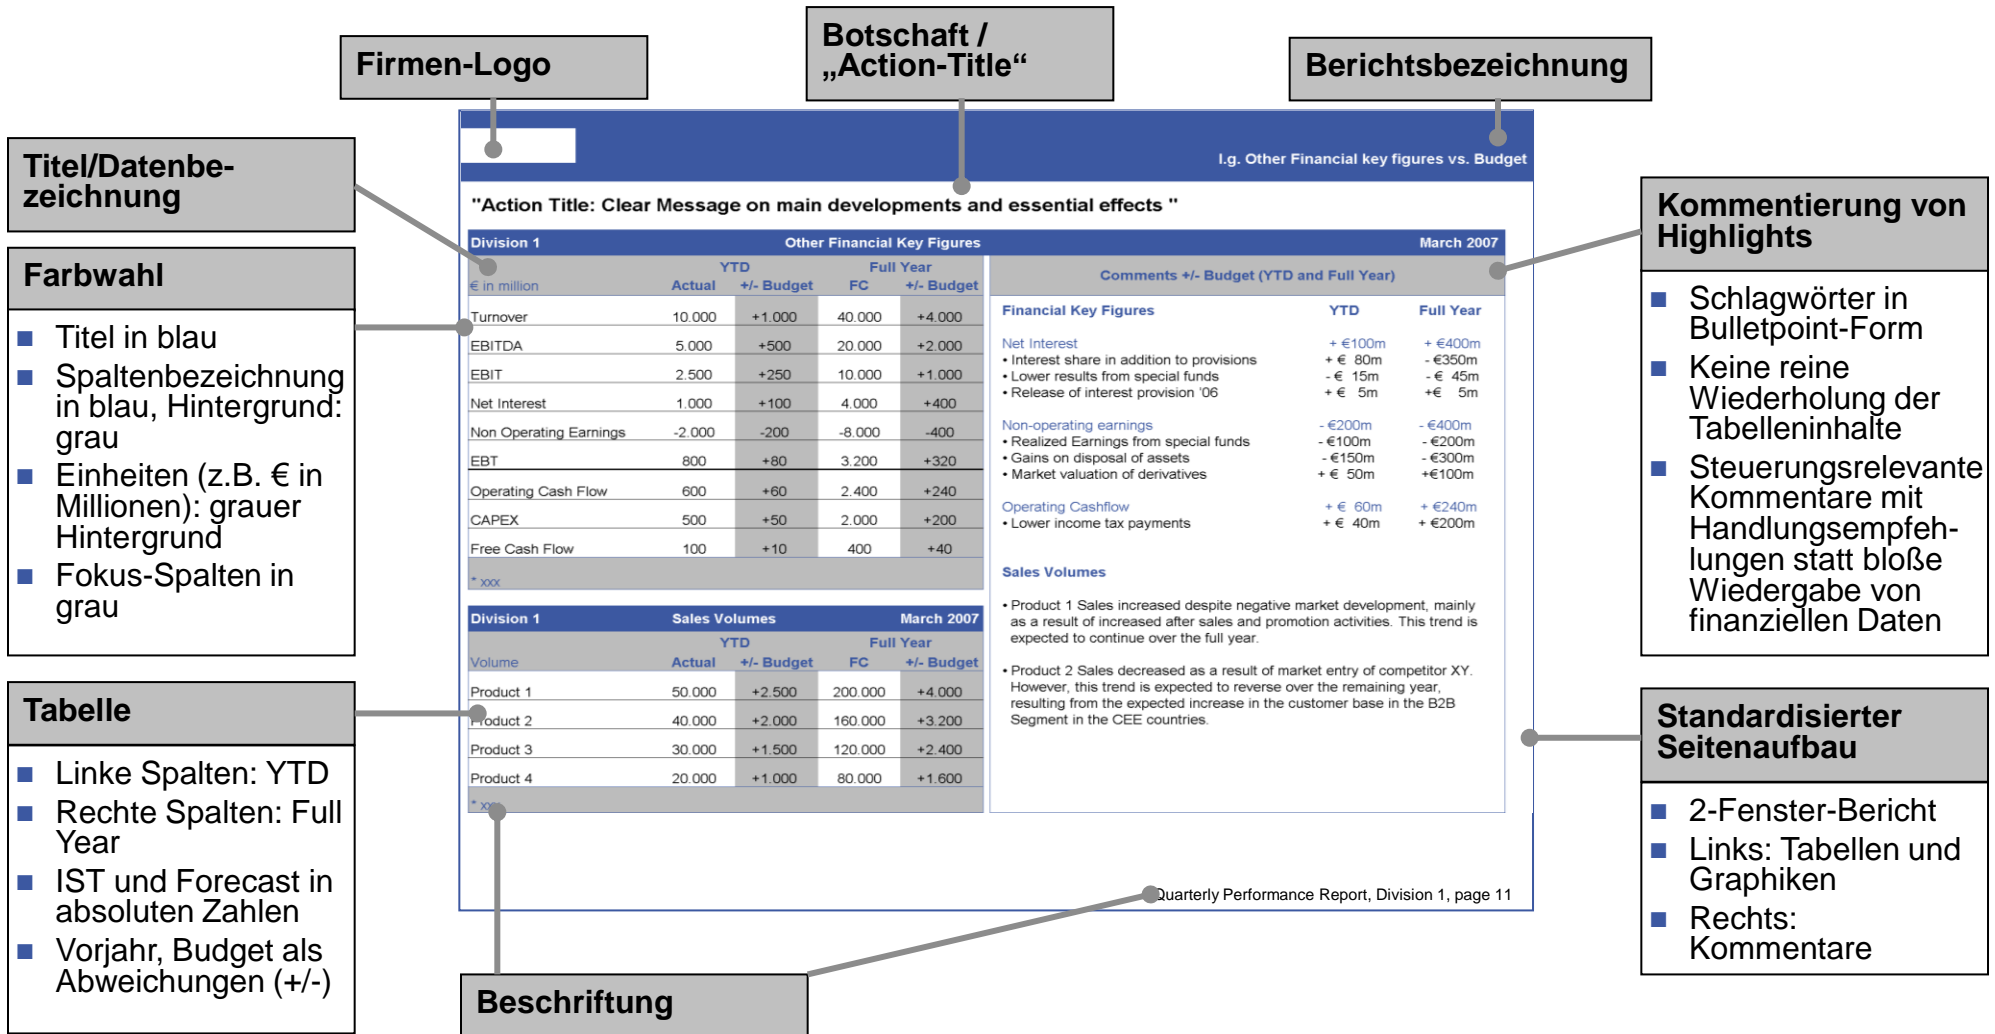 Firmen-Logo
Botschaft /
„Action-Title“
Berichtsbezeichnung
Titel/Datenbe-
zeichnung
Farbwahl
■ Titel in blau
■ Spaltenbezeichnung
in blau, Hintergrund:
grau
■ Einheiten (z.B. € in
Millionen): grauer
Hintergrund
■ Fokus-Spalten in
grau
Tabelle
■ Linke Spalten: YTD
■ Rechte Spalten: Full
Year
■ IST und Forecast in
absoluten Zahlen
■ Vorjahr, Budget als
Abweichungen (+/-)
I.g. Other Financial key figures vs. Budget
"Action Title: Clear Message on main developments and essential effects "
Division 1 Other Financial Key Figures March 2007
YTD Full Year
€ in million Actual +/- Budget FC +/- Budget
Turnover 10.000 +1.000 40.000 +4.000
EBITDA 5.000 +500 20.000 +2.000
EBIT 2.500 +250 10.000 +1.000
Net Interest 1.000 +100 4.000 +400
Non Operating Earnings -2.000 -200 -8.000 -400
EBT 800 +80 3.200 +320
Operating Cash Flow 600 +60 2.400 +240
CAPEX 500 +50 2.000 +200
Free Cash Flow 100 +10 400 +40
* xxx
Division 1 Sales Volumes March 2007
YTD Full Year
Volume Actual +/- Budget FC +/- Budget
Product 1 50.000 +2.500 200.000 +4.000
Product 2 40.000 +2.000 160.000 +3.200
Product 3 30.000 +1.500 120.000 +2.400
Product 4 20.000 +1.000 80.000 +1.600
* xxx
Comments +/- Budget (YTD and Full Year)
Financial Key Figures YTD Full Year
Net Interest + €100m + €400m
• Interest share in addition to provisions + € 80m - €350m
• Lower results from special funds - € 15m - € 45m
• Release of interest provision '06 + € 5m +€ 5m
Non-operating earnings - €200m - €400m
• Realized Earnings from special funds - €100m - €200m
• Gains on disposal of assets - €150m - €300m
• Market valuation of derivatives + € 50m +€100m
Operating Cashflow + € 60m + €240m
• Lower income tax payments + € 40m + €200m
Sales Volumes
• Product 1 Sales increased despite negative market development, mainly
as a result of increased after sales and promotion activities. This trend is
expected to continue over the full year.
• Product 2 Sales decreased as a result of market entry of competitor XY.
However, this trend is expected to reverse over the remaining year,
resulting from the expected increase in the customer base in the B2B
Segment in the CEE countries.
Quarterly Performance Report, Division 1, page 11
Kommentierung von
Highlights
■ Schlagwörter in
Bulletpoint-Form
■ Keine reine
Wiederholung der
Tabelleninhalte
■ Steuerungsrelevante
Kommentare mit
Handlungsempfeh-
lungen statt bloße
Wiedergabe von
finanziellen Daten
Standardisierter
Seitenaufbau
■ 2-Fenster-Bericht
■ Links: Tabellen und
Graphiken
■ Rechts:
Kommentare
Beschriftung